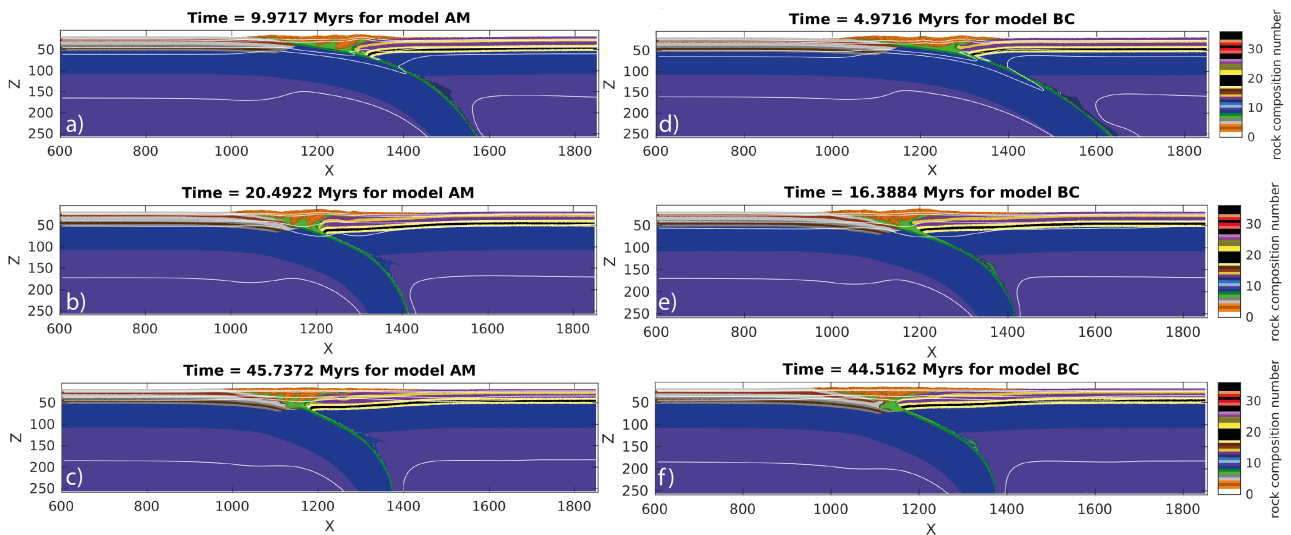 Time = 9.9717 Myrs for model AM
Z
50
100
150
200
250
a)
600 800 1000 1200 1400 1600 1800
X
Time = 4.9716 Myrs for model BC
Z
50
100
150
200
250
d)
600 800 1000 1200 1400 1600 1800
X
30
20
10
0
rock composition number
Time = 20.4922 Myrs for model AM
Z
50
100
150
200
250
b)
600 800 1000 1200 1400 1600 1800
X
Time = 16.3884 Myrs for model BC
Z
50
100
150
200
250
e)
600 800 1000 1200 1400 1600 1800
X
30
20
10
0
rock composition number
Time = 45.7372 Myrs for model AM
Z
50
100
150
200
250
c)
600 800 1000 1200 1400 1600 1800
X
Time = 44.5162 Myrs for model BC
Z
50
100
150
200
250
f)
600 800 1000 1200 1400 1600 1800
X
30
20
10
0
rock composition number